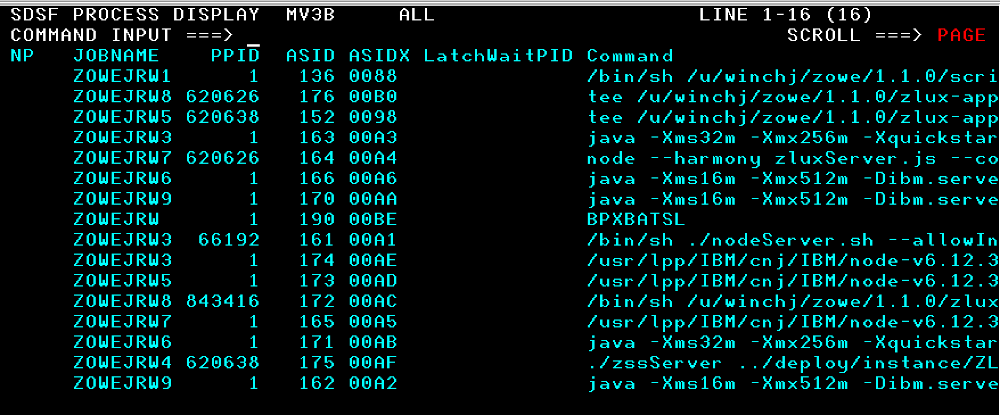 SDSF PROCESS DISPLAY  MV3B     ALL                     LINE 1-16 (16)
COMMAND INPUT ===>                                            SCROLL ===> PAGE
NP   JOBNAME    PPID  ASID ASIDX LatchWaitPID Command
     ZOWEJRW1      1   136 0088               /bin/sh /u/winchj/zowe/1.1.0/scri
     ZOWEJRW8 620626   176 00B0               tee /u/winchj/zowe/1.1.0/zlux-app
     ZOWEJRW5 620638   152 0098               tee /u/winchj/zowe/1.1.0/zlux-app
     ZOWEJRW3      1   163 00A3               java -Xms32m -Xmx256m -Xquickstar
     ZOWEJRW7 620626   164 00A4               node --harmony zluxServer.js --co
     ZOWEJRW6      1   166 00A6               java -Xms16m -Xmx512m -Dibm.serve
     ZOWEJRW9      1   170 00AA               java -Xms16m -Xmx512m -Dibm.serve
     ZOWEJRW       1   190 00BE               BPXBATSL
     ZOWEJRW3  66192   161 00A1               /bin/sh ./nodeServer.sh --allowIn
     ZOWEJRW3      1   174 00AE               /usr/lpp/IBM/cnj/IBM/node-v6.12.3
     ZOWEJRW5      1   173 00AD               /usr/lpp/IBM/cnj/IBM/node-v6.12.3
     ZOWEJRW8 843416   172 00AC               /bin/sh /u/winchj/zowe/1.1.0/zlux
     ZOWEJRW7      1   165 00A5               /usr/lpp/IBM/cnj/IBM/node-v6.12.3
     ZOWEJRW6      1   171 00AB               java -Xms32m -Xmx256m -Xquickstar
     ZOWEJRW4 620638   175 00AF               ./zssServer ../deploy/instance/ZL
     ZOWEJRW9      1   162 00A2               java -Xms16m -Xmx512m -Dibm.serve